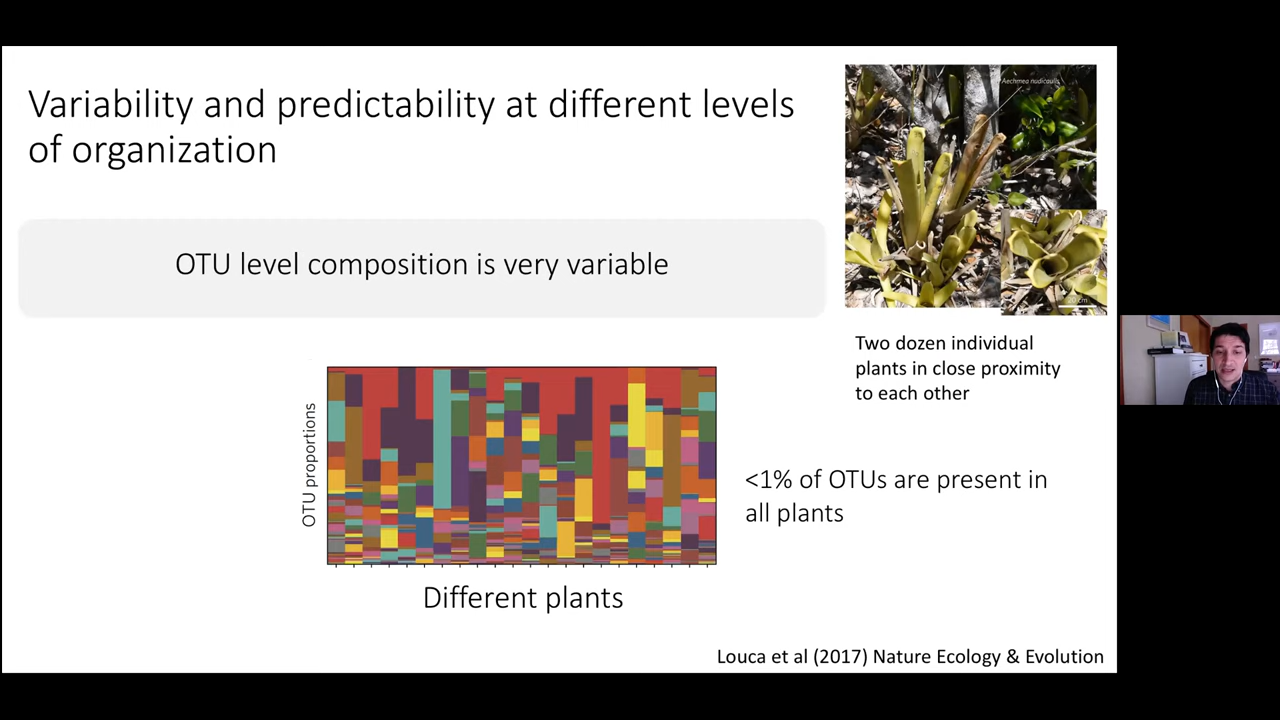 Variability and predictability at different levels
of organization
Aechmea nudicaulis
OTU level composition is very variable
20 cm
Two dozen individual
plants in close proximity
to each other
OTU proportions
<1% of OTUs are present in
all plants
Different plants
Louca et al (2017) Nature Ecology & Evolution